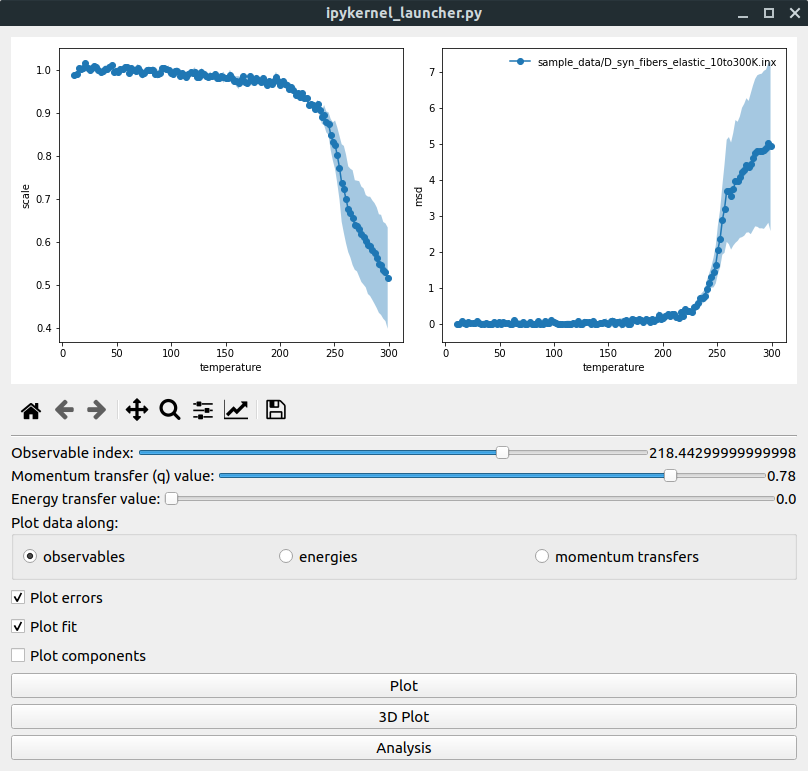 ipykernel_launcher.py
1.0
0.9
0.8
0.7
0.6
0.5
0.4
scale
0
50
100
150
200
250
300
temperature
sample_data/D_syn_fibers_elastic_10to300K.inx
7
6
5
4
3
2
1
0
msd
0
50
100
150
200
250
300
temperature
Observable index: 218.44299999999998
Momentum transfer (q) value: 0.78
Energy transfer value: 0.0
Plot data along:
observables energies momentum transfers
Plot errors
Plot fit
Plot components
Plot
3D Plot
Analysis